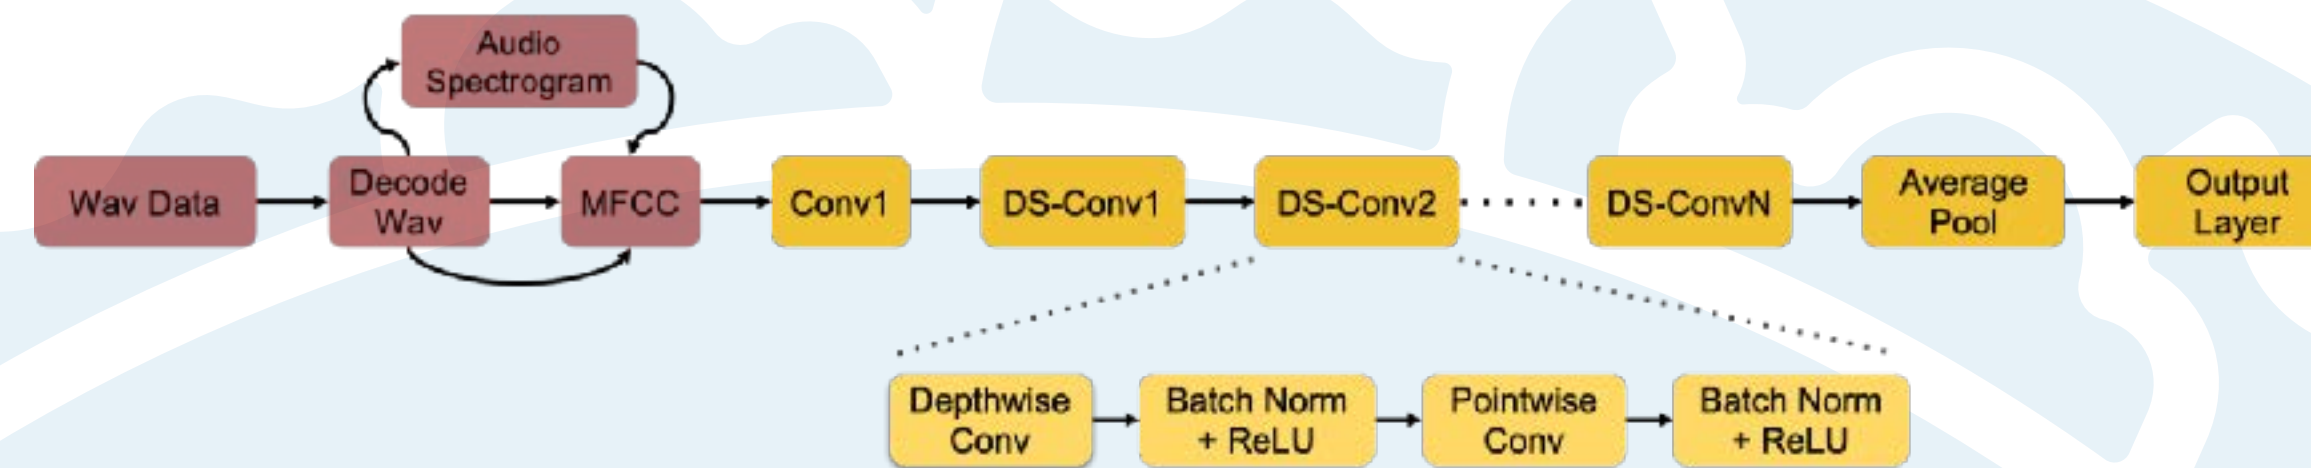 Audio
Spectrogram
Wav Data
Decode
Wav
MFCC
Conv1
DS-Conv1
DS-Conv2
DS-ConvN
Average
Pool
Output
Layer
Depthwise
Conv
Batch Norm
+ ReLU
Pointwise
Conv
Batch Norm
+ ReLU